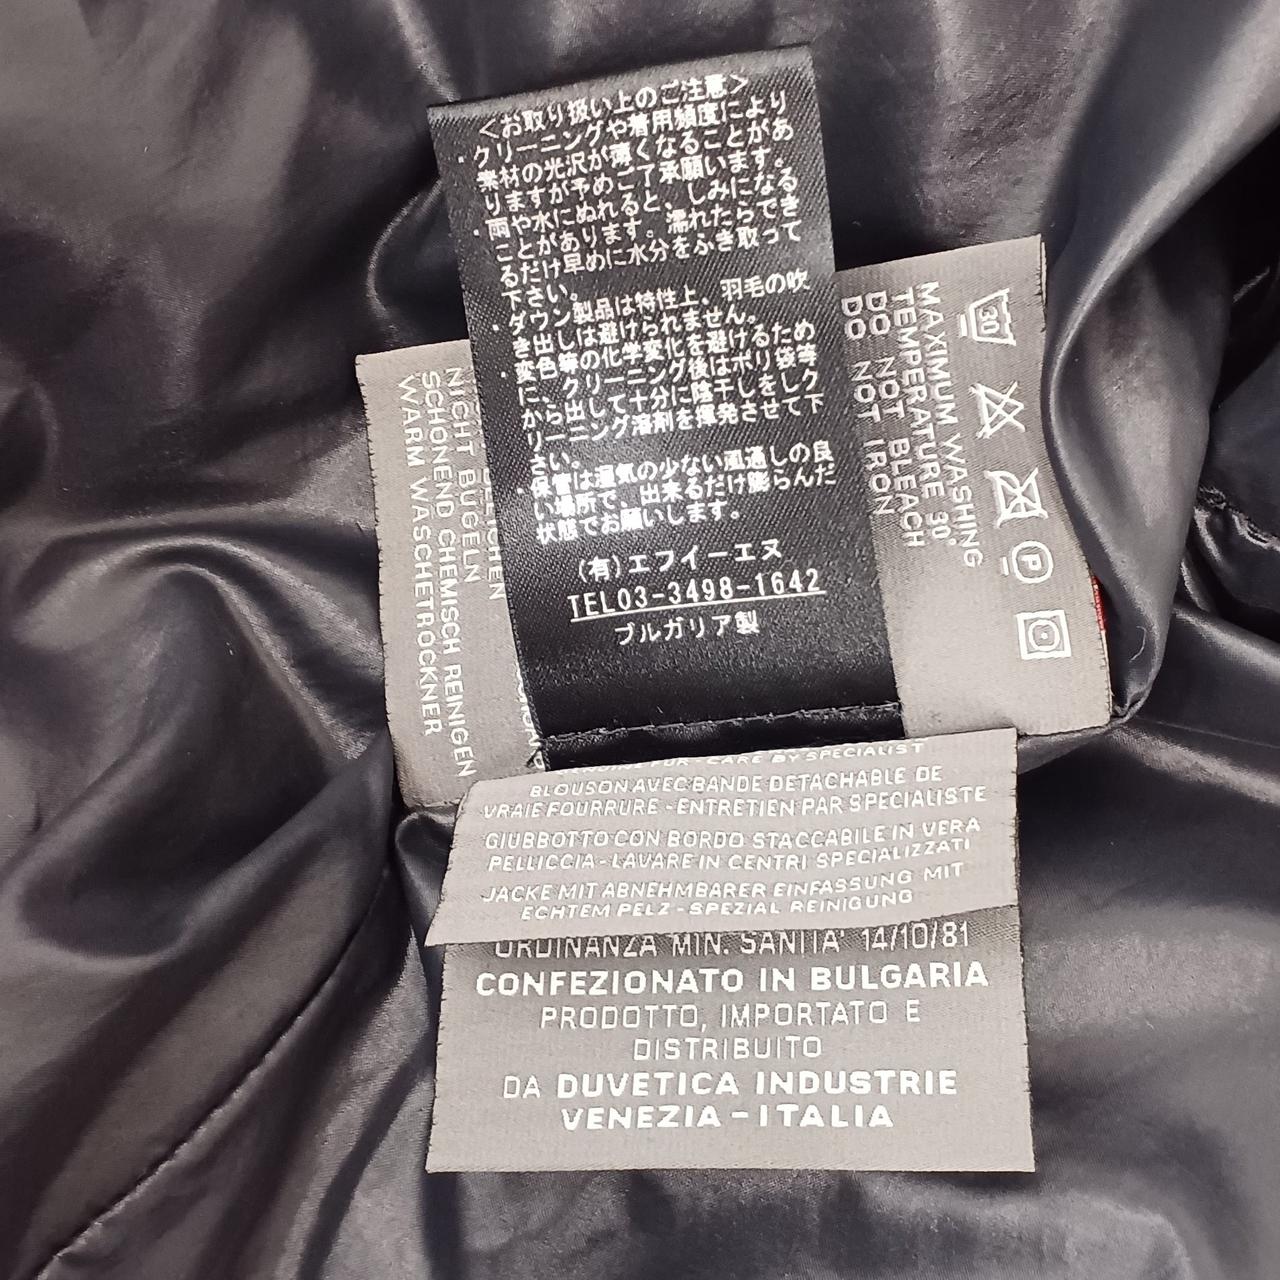 ＜お取り扱い上のご注意＞
・クリーニングや着用頻度により
素材の光沢が薄くなることがあ
りますが予めご了承願います。
・雨や水にぬれると、しみになる
ことがあります。濡れたらでき
るだけ早めに水分をふき取って
下さい。
・ダウン製品は特性上、羽毛の吹
き出しは避けられません。
・変色等の化学変化を避けるため
に、クリーニング後はポリ袋等
から出して十分に陰干しをしク
リーニング溶剤を揮発させて下
さい。
・保管は湿気の少ない風通しの良
い場所で、出来るだけ膨らんだ
状態でお願いします。
(有)エフイーエヌ
TEL03-3498-1642
ブルガリア製
30
P
MAXIMUM WASHING
TEMPERATURE 30°
DO NOT BLEACH
DO NOT IRON
NICHT BUGELN
SCHONEND CHEMISCH REINIGEN
WARM WASCHETROCKNER
CARE BY SPECIALIST
BLOUSON AVEC BANDE DETACHABLE DE
VRAIE FOURRURE - ENTRETIEN PAR SPECIALISTE
GIUBBOTTO CON BORDO STACCABILE IN VERA
PELLICCIA - LAVARE IN CENTRI SPECIALIZZATI
JACKE MIT ABNEHMBARER EINFASSUNG MIT
ECHTEM PELZ - SPEZIAL REINIGUNG
ORDINANZA MIN. SANITA' 14/10/81
CONFEZIONATO IN BULGARIA
PRODOTTO, IMPORTATO E
DISTRIBUITO
DA DUVETICA INDUSTRIE
VENEZIA - ITALIA